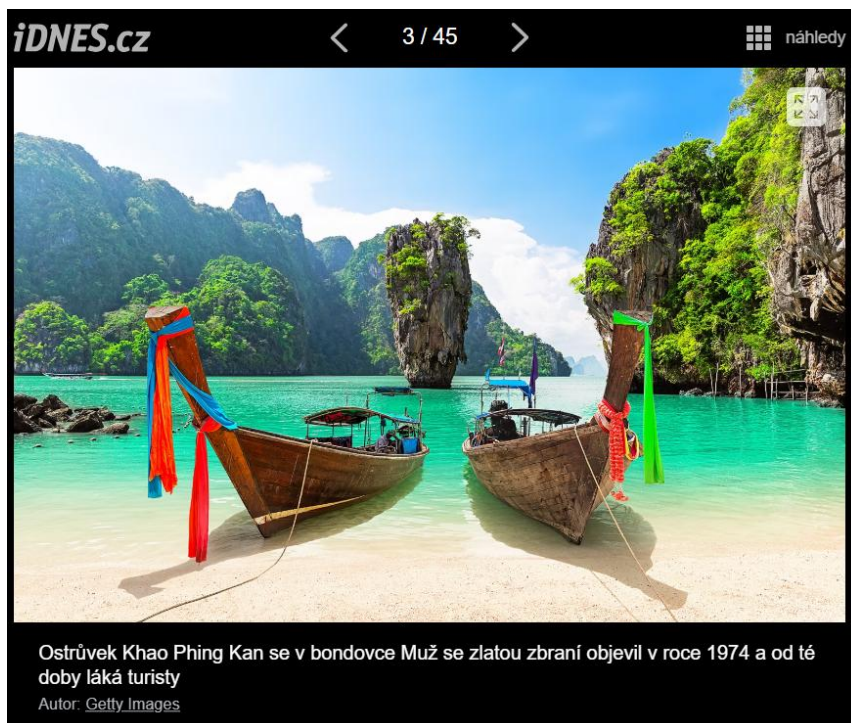 iDNES.cz
3 / 45
náhledy
Ostrůvek Khao Phing Kan se v bondovce Muž se zlatou zbraní objevil v roce 1974 a od té
doby láká turisty
Autor: Getty Images